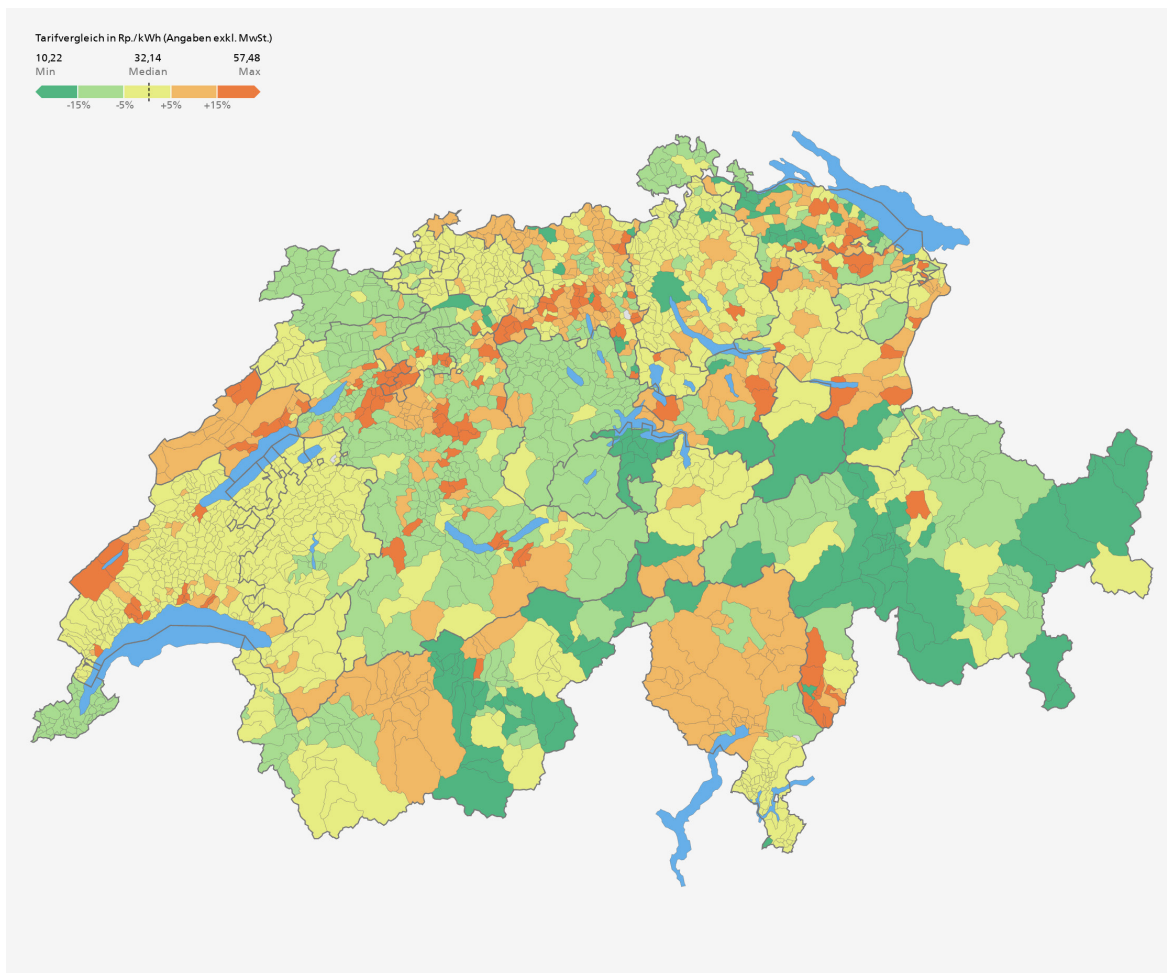 Tarifvergleich in Rp./kWh (Angaben exkl. MwSt.)
10,22 32,14 57,48
Min Median Max
-15% -5% +5% +15%